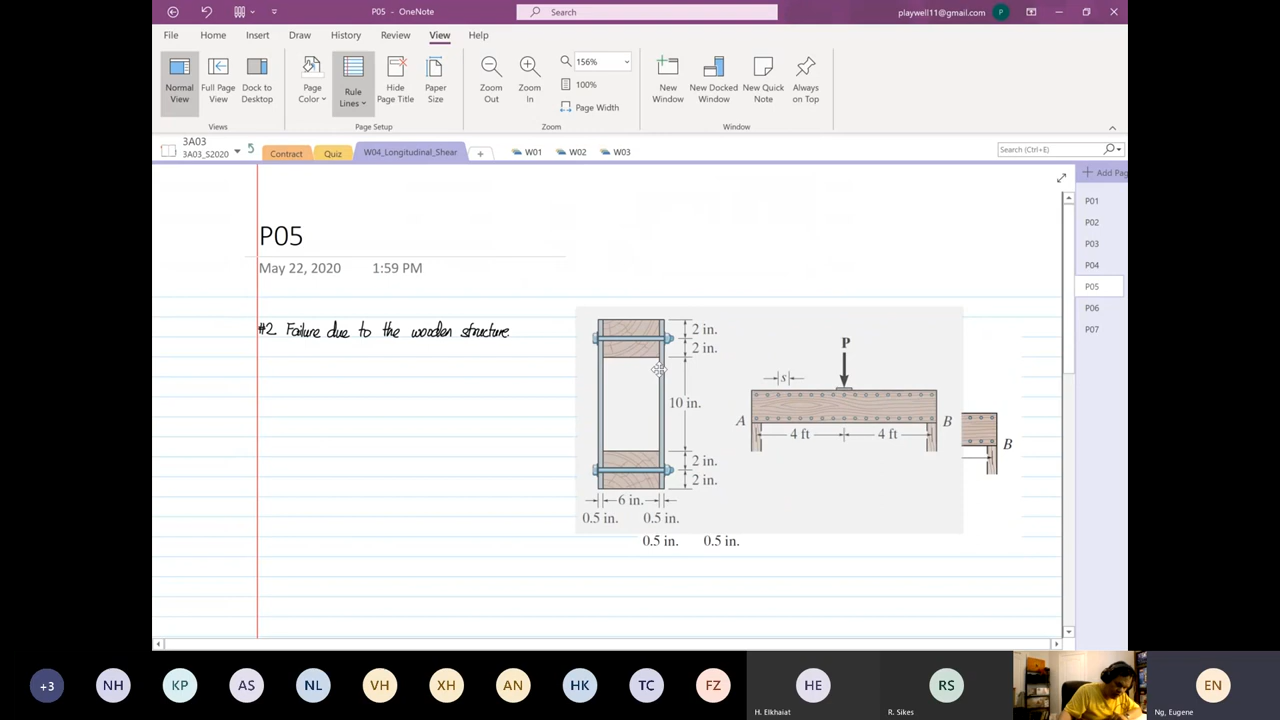 P05 - OneNote
Search
playwell11@gmail.com
P
File Home Insert Draw History Review View Help
Normal View
Full Page View
Dock to Desktop
Page Color
Rule Lines
Hide Page Title
Paper Size
Zoom Out
Zoom In
156%
100%
Page Width
New Window
New Docked Window
New Quick Note
Always on Top
Views
Page Setup
Zoom
Window
3A03
3A03_S2020
5
Contract
Quiz
W04_Longitudinal_Shear
W01
W02
W03
Search (Ctrl+E)
Add Pag
P01
P02
P03
P04
P05
P06
P07
P05
May 22, 2020 1:59 PM
#2 Failure due to the wooden structure
2 in.
2 in.
10 in.
2 in.
2 in.
6 in.
0.5 in. 0.5 in.
0.5 in. 0.5 in.
P
s
A
B
4 ft 4 ft
B
+3 NH KP AS NL VH XH AN HK TC FZ HE RS EN
H. Elkhaiat
R. Sikes
Ng, Eugene